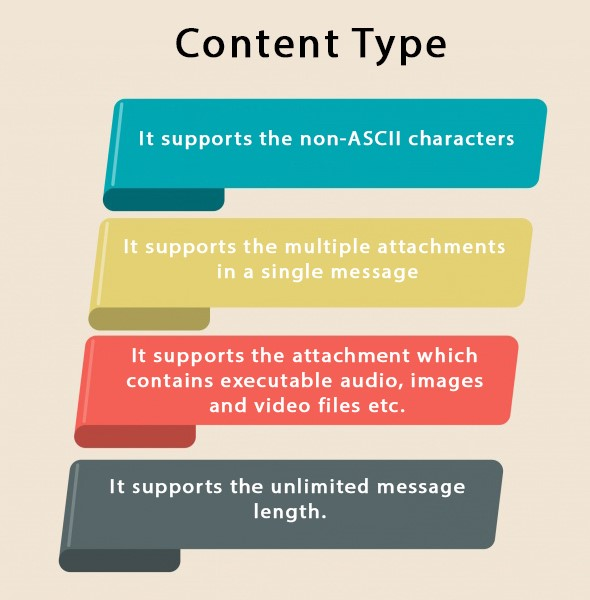 Content Type
It supports the non-ASCII characters
It supports the multiple attachments
in a single message
It supports the attachment which
contains executable audio, images
and video files etc.
It supports the unlimited message
length.